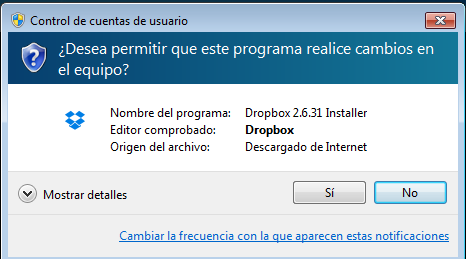 Control de cuentas de usuario
¿Desea permitir que este programa realice cambios en
el equipo?
Nombre del programa: Dropbox 2.6.31 Installer
Editor comprobado: Dropbox
Origen del archivo: Descargado de Internet
Mostrar detalles
Sí
No
Cambiar la frecuencia con la que aparecen estas notificaciones